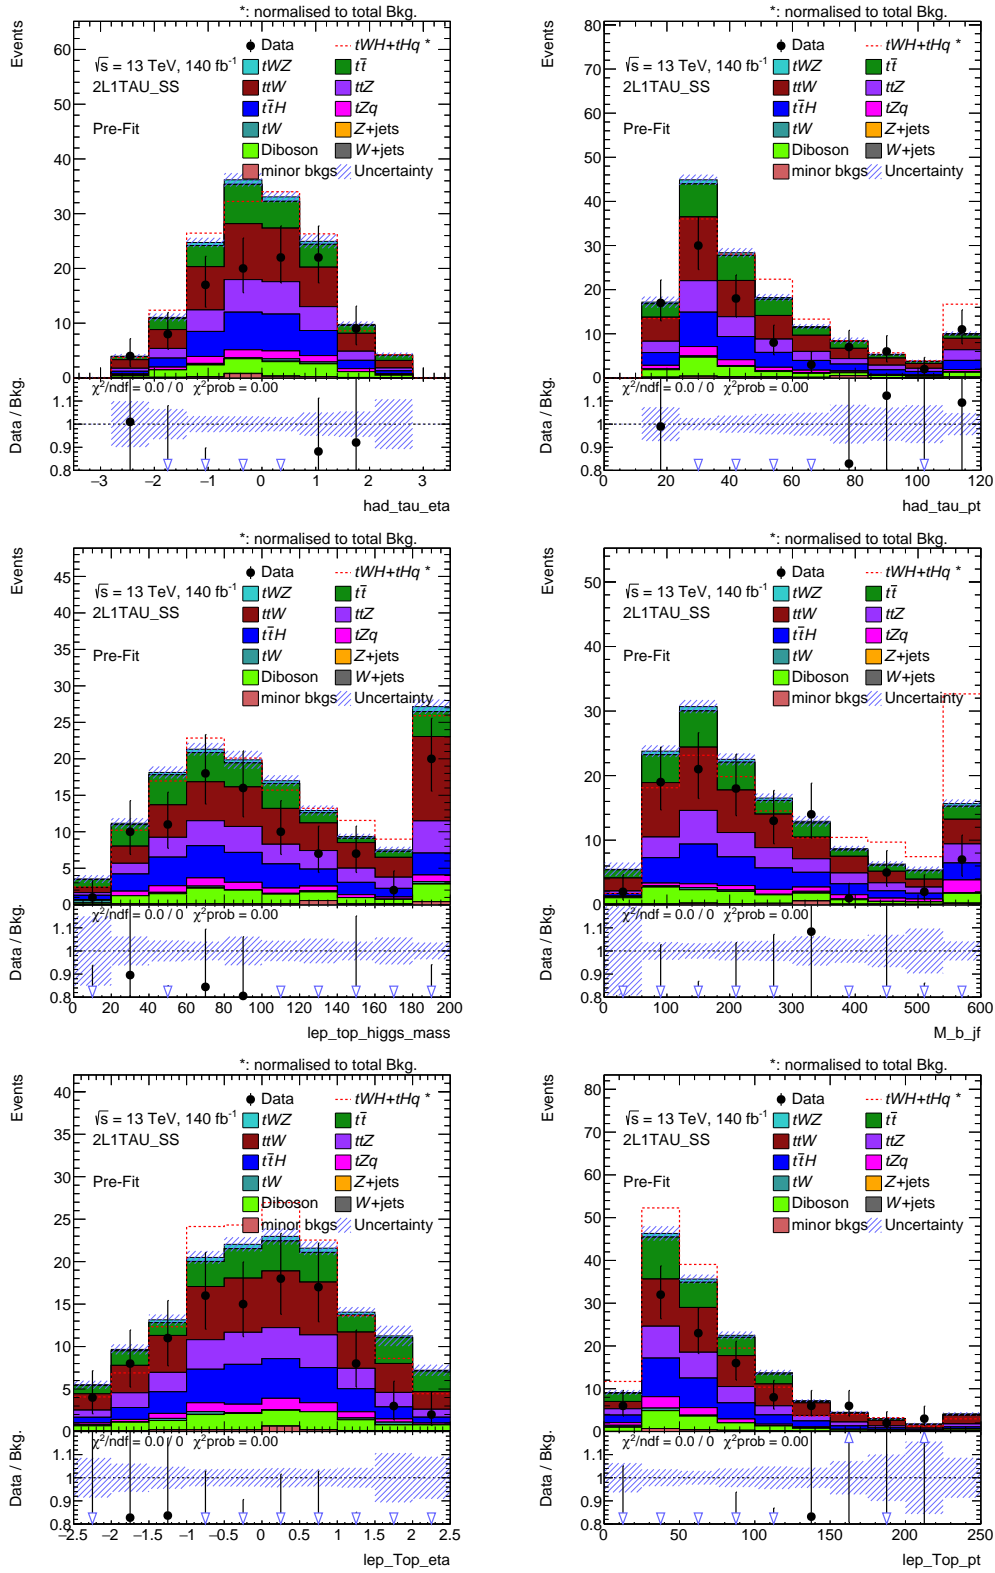 *: normalised to total Bkg.
Events
60
50
40
30
20
10
0
√s = 13 TeV, 140 fb⁻¹
2L1TAU_SS
Pre-Fit
Data
tWH+tHq *
tWZ
tt̄
ttW
ttZ
tt̄H
tZq
tW
Z+jets
Diboson
W+jets
minor bkgs
Uncertainty
χ²/ndf = 0.0 / 0 χ²prob = 0.00
Data / Bkg.
1.1
1
0.9
0.8
−3 −2 −1 0 1 2 3
had_tau_eta
*: normalised to total Bkg.
Events
80
70
60
50
40
30
20
10
0
√s = 13 TeV, 140 fb⁻¹
2L1TAU_SS
Pre-Fit
Data
tWH+tHq *
tWZ
tt̄
ttW
ttZ
tt̄H
tZq
tW
Z+jets
Diboson
W+jets
minor bkgs
Uncertainty
χ²/ndf = 0.0 / 0 χ²prob = 0.00
Data / Bkg.
1.1
1
0.9
0.8
0 20 40 60 80 100 120
had_tau_pt
*: normalised to total Bkg.
Events
45
40
35
30
25
20
15
10
5
0
√s = 13 TeV, 140 fb⁻¹
2L1TAU_SS
Pre-Fit
Data
tWH+tHq *
tWZ
tt̄
ttW
ttZ
tt̄H
tZq
tW
Z+jets
Diboson
W+jets
minor bkgs
Uncertainty
χ²/ndf = 0.0 / 0 χ²prob = 0.00
Data / Bkg.
1.1
1
0.9
0.8
0 20 40 60 80 100 120 140 160 180 200
lep_top_higgs_mass
*: normalised to total Bkg.
Events
50
40
30
20
10
0
√s = 13 TeV, 140 fb⁻¹
2L1TAU_SS
Pre-Fit
Data
tWH+tHq *
tWZ
tt̄
ttW
ttZ
tt̄H
tZq
tW
Z+jets
Diboson
W+jets
minor bkgs
Uncertainty
χ²/ndf = 0.0 / 0 χ²prob = 0.00
Data / Bkg.
1.1
1
0.9
0.8
0 100 200 300 400 500 600
M_b_jf
*: normalised to total Bkg.
Events
40
35
30
25
20
15
10
5
0
√s = 13 TeV, 140 fb⁻¹
2L1TAU_SS
Pre-Fit
Data
tWH+tHq *
tWZ
tt̄
ttW
ttZ
tt̄H
tZq
tW
Z+jets
Diboson
W+jets
minor bkgs
Uncertainty
χ²/ndf = 0.0 / 0 χ²prob = 0.00
Data / Bkg.
1.1
1
0.9
0.8
−2.5 −2 −1.5 −1 −0.5 0 0.5 1 1.5 2 2.5
lep_Top_eta
*: normalised to total Bkg.
Events
80
70
60
50
40
30
20
10
0
√s = 13 TeV, 140 fb⁻¹
2L1TAU_SS
Pre-Fit
Data
tWH+tHq *
tWZ
tt̄
ttW
ttZ
tt̄H
tZq
tW
Z+jets
Diboson
W+jets
minor bkgs
Uncertainty
χ²/ndf = 0.0 / 0 χ²prob = 0.00
Data / Bkg.
1.1
1
0.9
0.8
0 50 100 150 200 250
lep_Top_pt